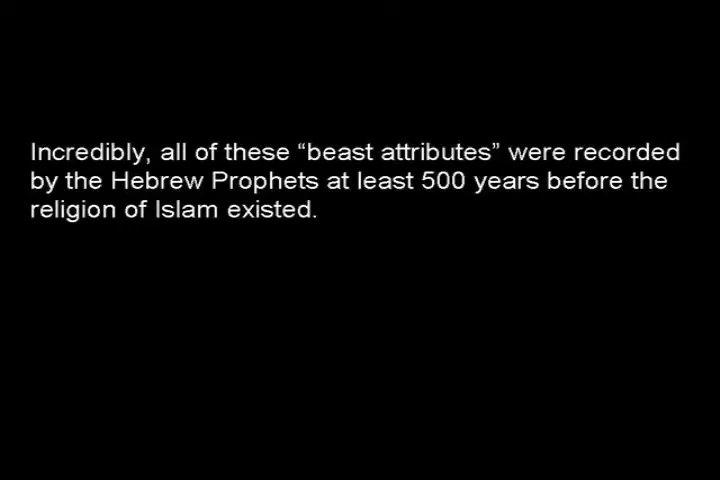 Incredibly, all of these “beast attributes” were recorded
by the Hebrew Prophets at least 500 years before the
religion of Islam existed.